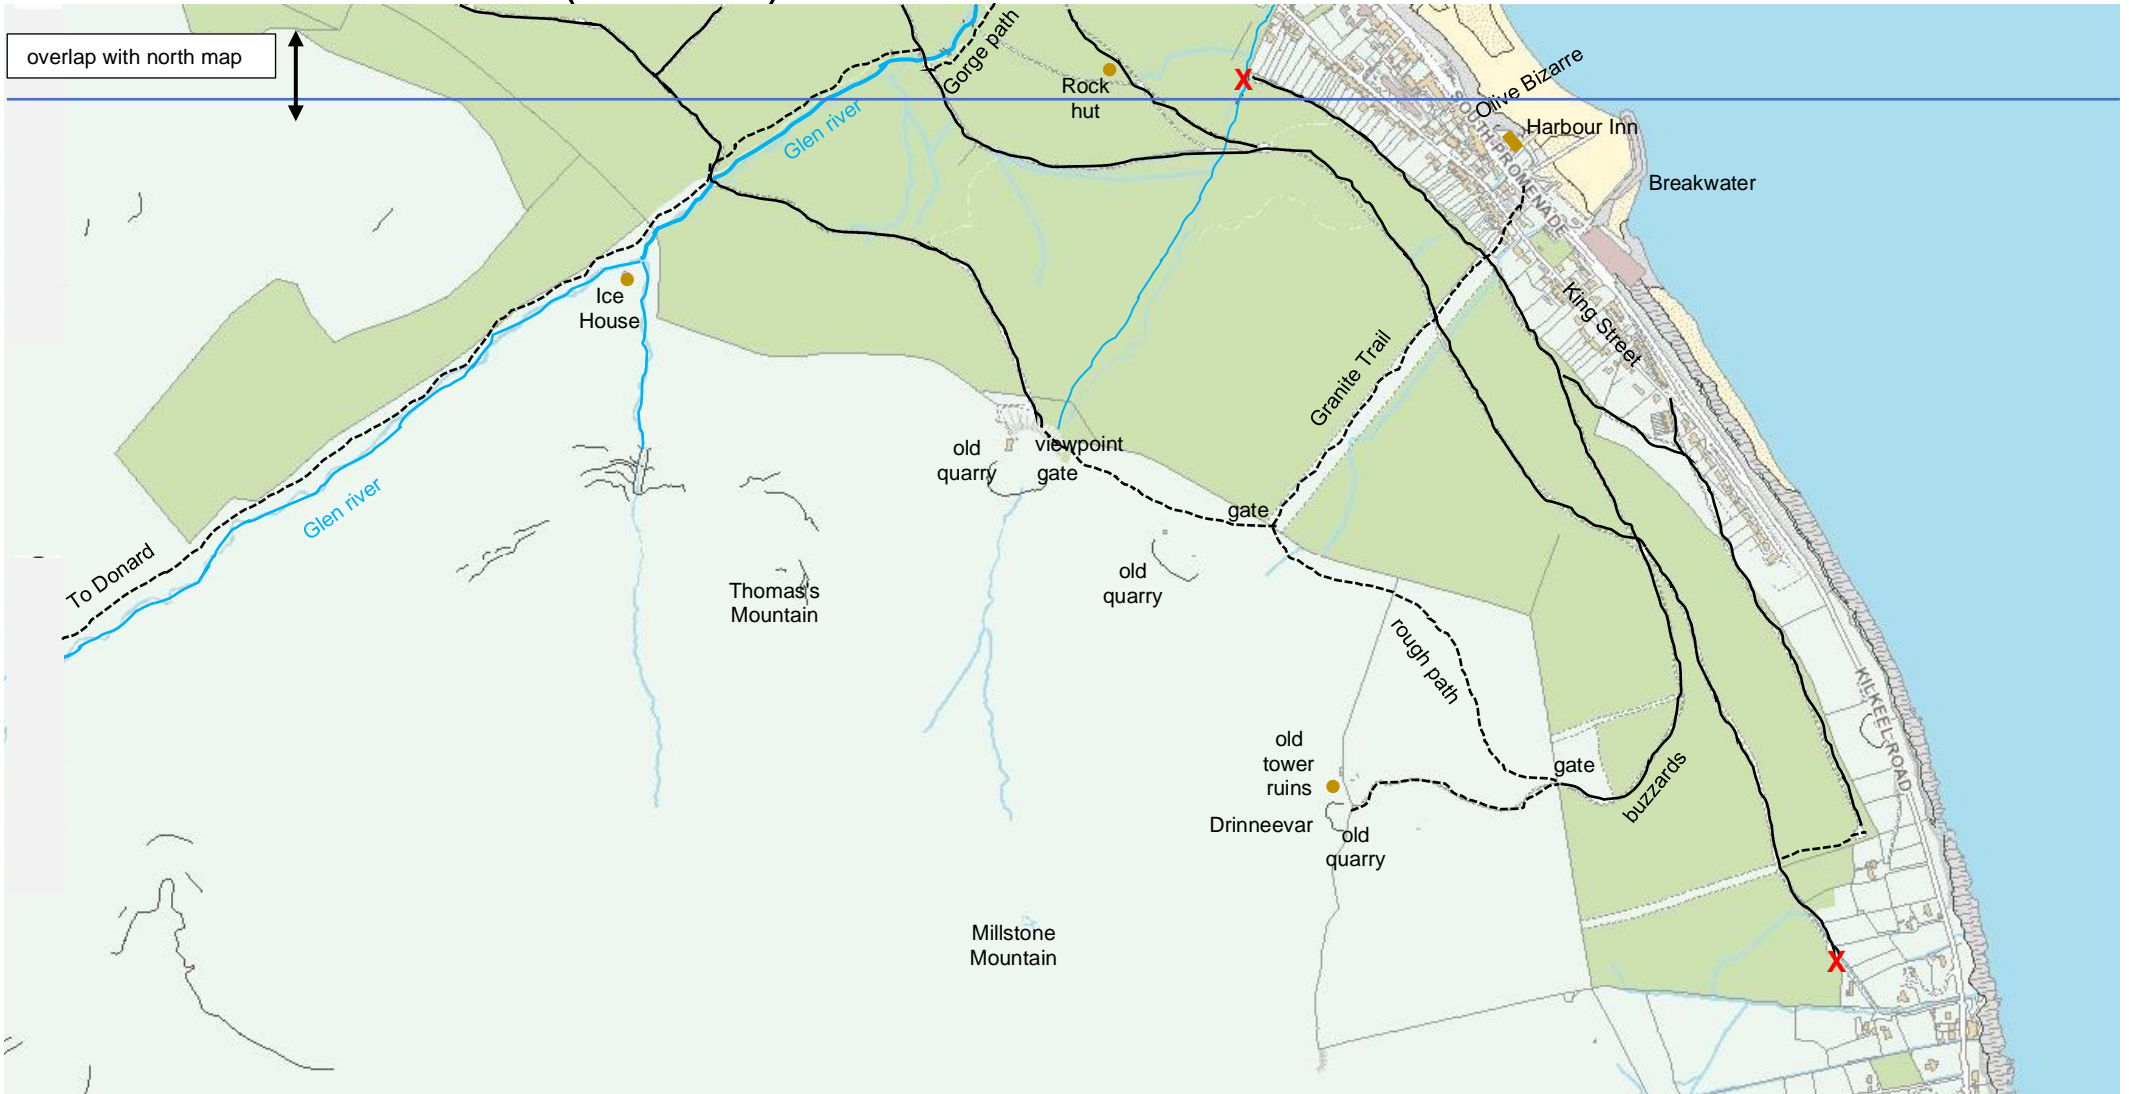 overlap with north map
Gorge path
Rock
hut
X
Olive Bizarre
SOUTH PROMENADE
Harbour Inn
Breakwater
Glen river
Ice
House
King Street
Granite Trail
old
quarry
viewpoint
gate
Glen river
gate
To Donard
Thomas's
Mountain
old
quarry
rough path
KILKEEL ROAD
old
tower
ruins
gate
buzzards
Drinneevar
old
quarry
Millstone
Mountain
X